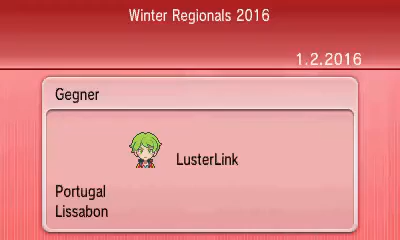 Winter Regionals 2016
1.2.2016
Gegner
LusterLink
Portugal
Lissabon